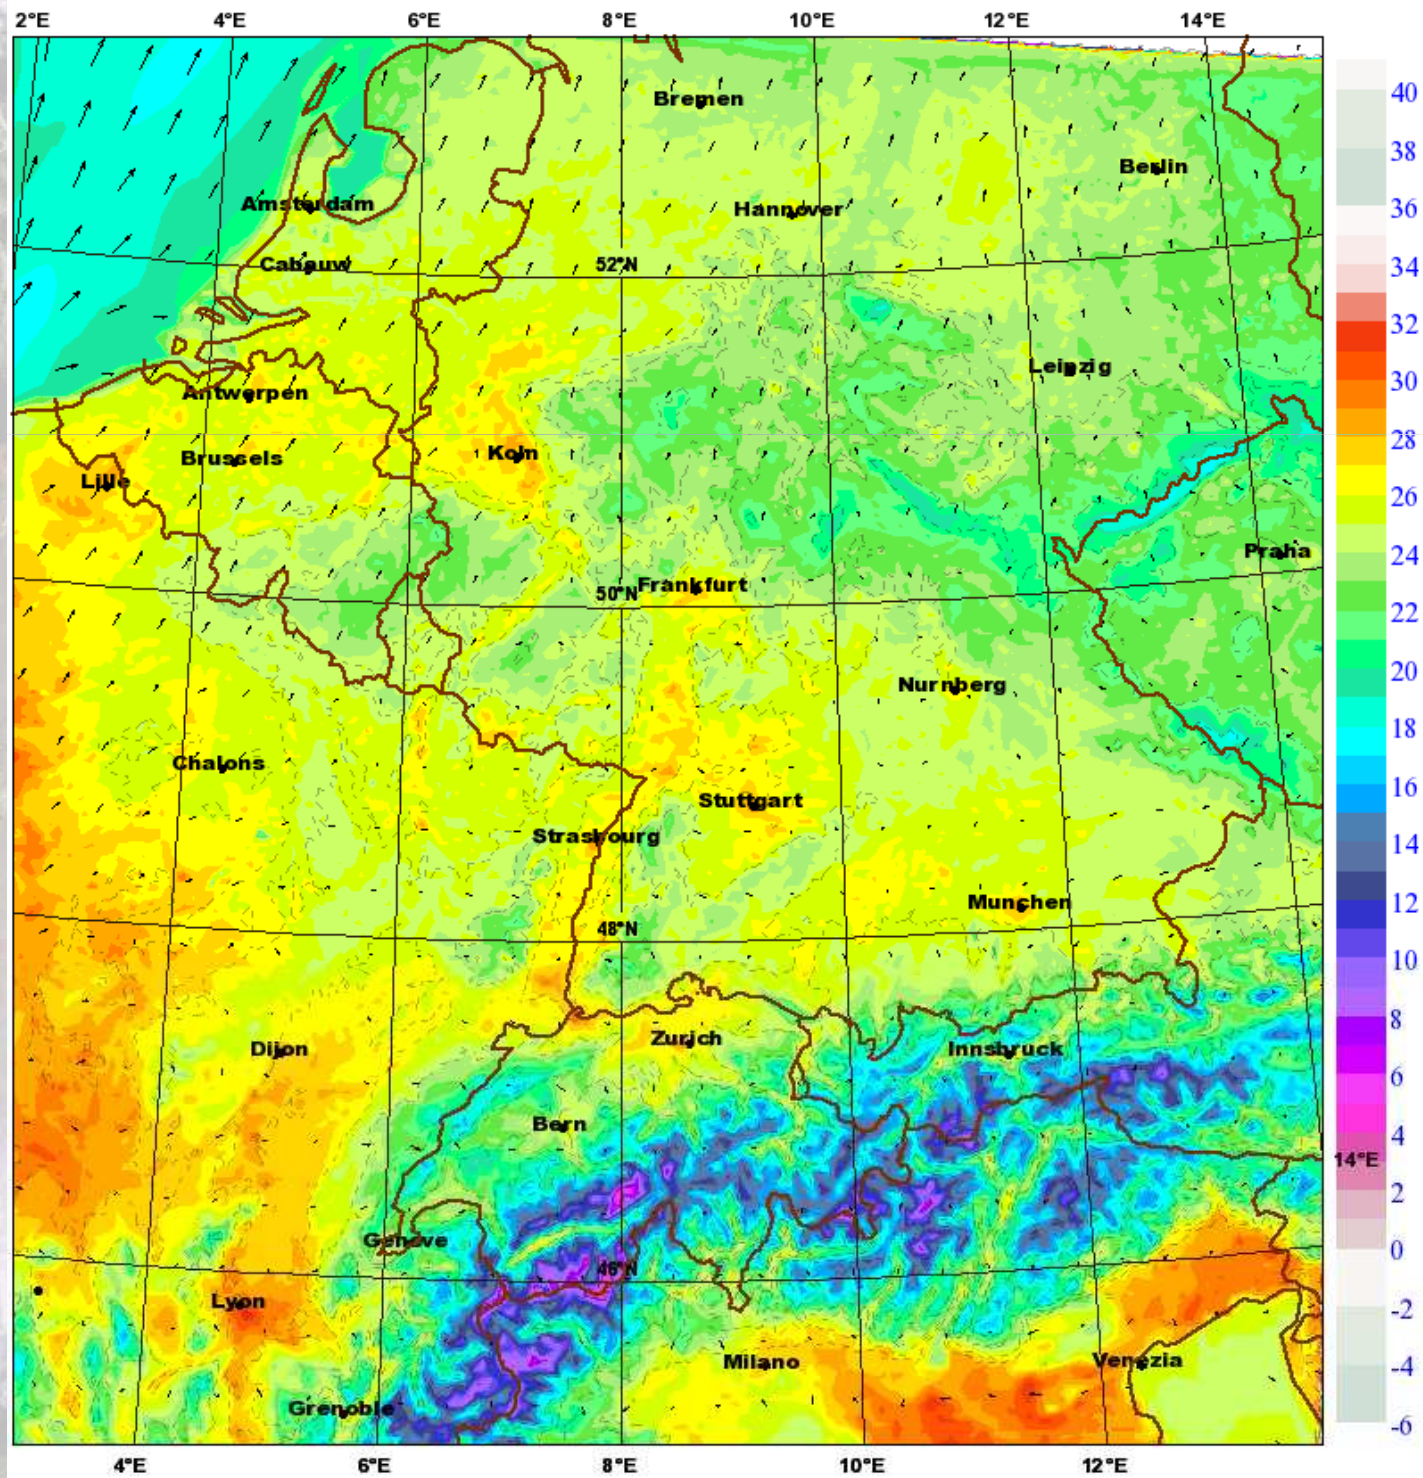 2°E 4°E 6°E 8°E 10°E 12°E 14°E
40
Bremen
38
Berlin
Amsterdam
Hannover
36
Cabauw
52°N
34
32
Leipzig
30
Antwerpen
28
Koln
Brussels
Lille
26
24
Praha
Frankfurt
50°N
22
20
Nurnberg
18
Chalons
16
Stuttgart
Strasbourg
14
Munchen
12
48°N
10
8
Zurich
Dijon
Innsbruck
6
Bern
4
14°E
2
Geneve
0
46°N
Lyon
-2
Milano
Venezia
-4
Grenoble
-6
4°E 6°E 8°E 10°E 12°E